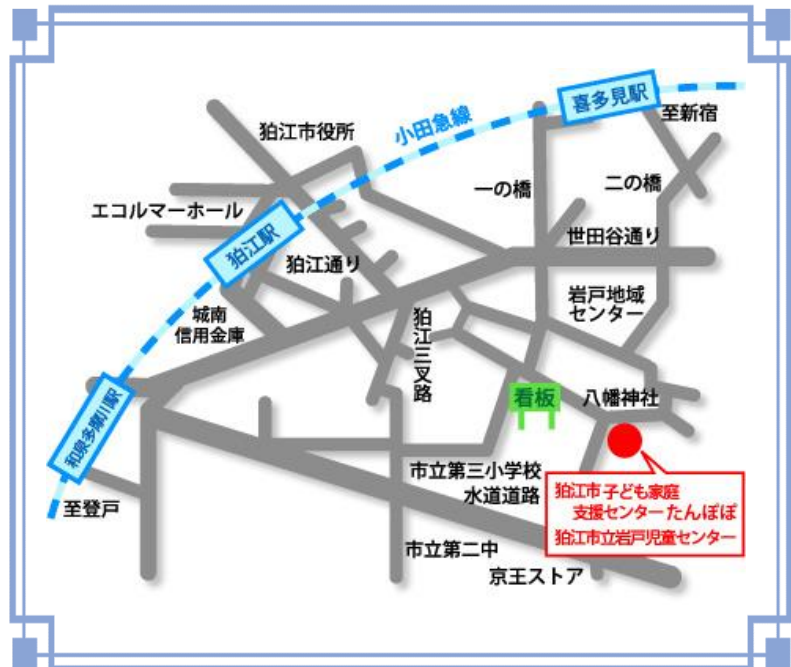 喜多見駅
至新宿
小田急線
狛江市役所
一の橋
二の橋
エコルマーホール
狛江駅
世田谷通り
狛江通り
岩戸地域
センター
城南
信用金庫
狛江三叉路
和泉多摩川駅
看板
八幡神社
市立第三小学校
水道道路
至登戸
狛江市 子ども家庭
支援センター たんぽぽ
狛江市立岩戸児童センター
市立第二中
京王ストア